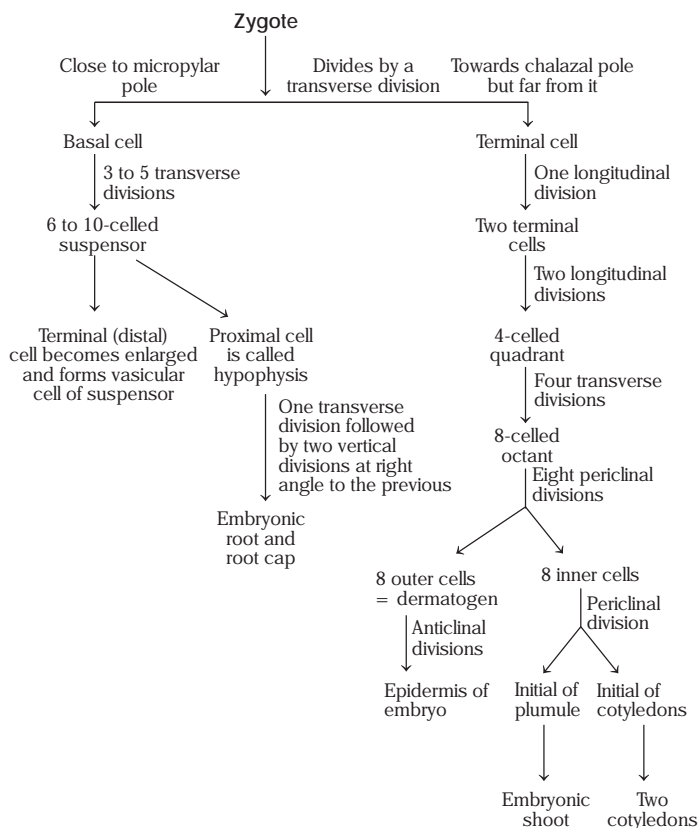 Zygote
Close to micropylar
pole
Divides by a
transverse division
Towards chalazal pole
but far from it
Basal cell
Terminal cell
3 to 5 transverse
divisions
One longitudinal
division
6 to 10-celled
suspensor
Two terminal
cells
Two longitudinal
divisions
Terminal (distal)
cell becomes enlarged
and forms vasicular
cell of suspensor
Proximal cell
is called
hypophysis
4-celled
quadrant
Four transverse
divisions
One transverse
division followed
by two vertical
divisions at right
angle to the previous
8-celled
octant
Eight periclinal
divisions
Embryonic
root and
root cap
8 outer cells
= dermatogen
8 inner cells
Anticlinal
divisions
Periclinal
division
Epidermis of
embryo
Initial of
plumule
Initial of
cotyledons
Embryonic
shoot
Two
cotyledons